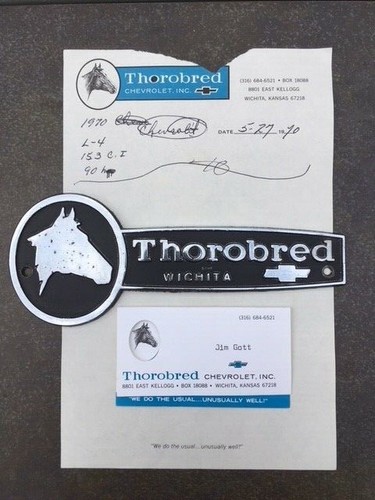 Thorobred
CHEVROLET, INC.
(316) 684-6521 • BOX 18088
8801 EAST KELLOGG
WICHITA, KANSAS 67218
1970 Chevrolet
DATE 5-27 1970
L-4
153 C.I
90 hp
Thorobred
WICHITA
(316) 684-6521
Jim Gott
Thorobred CHEVROLET, INC.
8801 EAST KELLOGG • BOX 18088 • WICHITA, KANSAS 67218
"WE DO THE USUAL...UNUSUALLY WELL!"
"We do the usual...unusually well!"